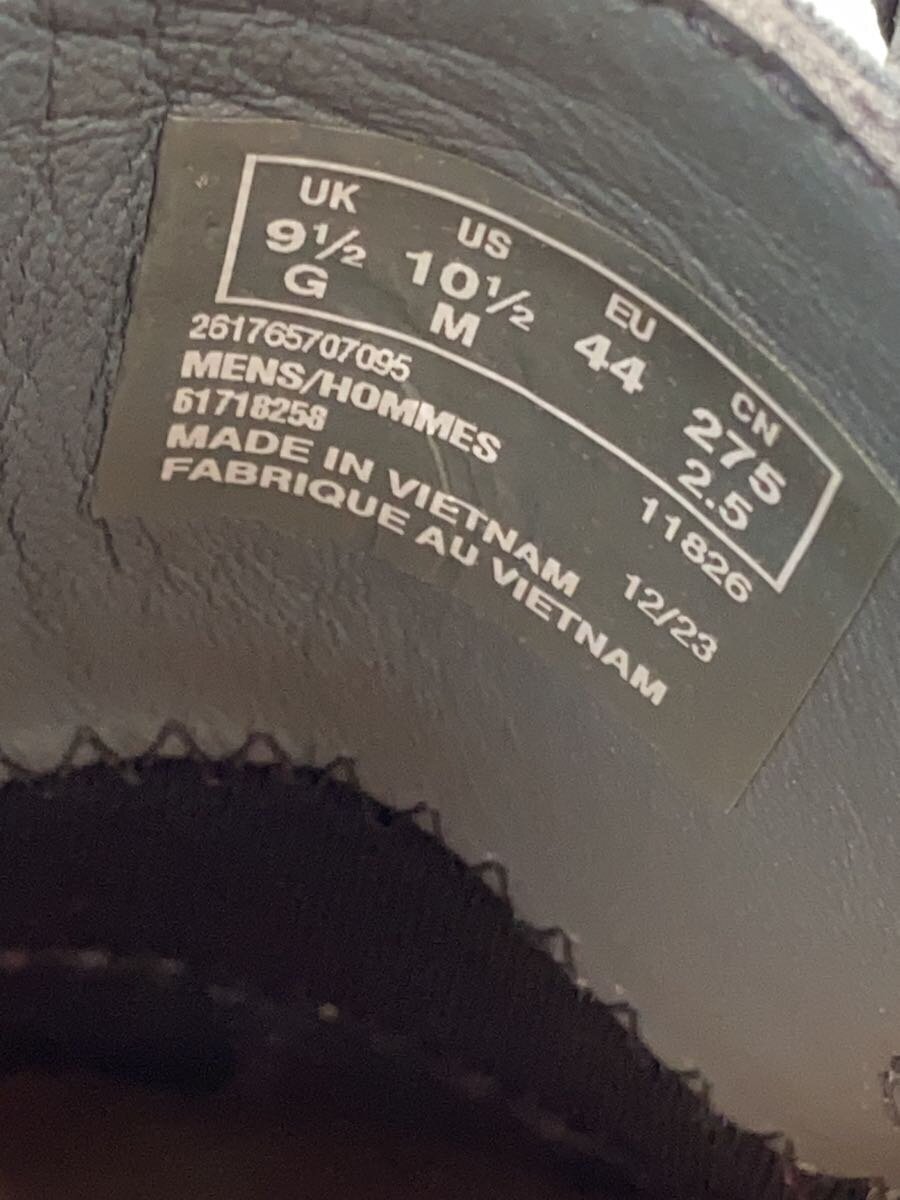 UK US EU CN
9½ 10½ 44 275
G M 2.5
261765707095 11826
MENS/HOMMES
61718258
MADE IN VIETNAM 12/23
FABRIQUE AU VIETNAM